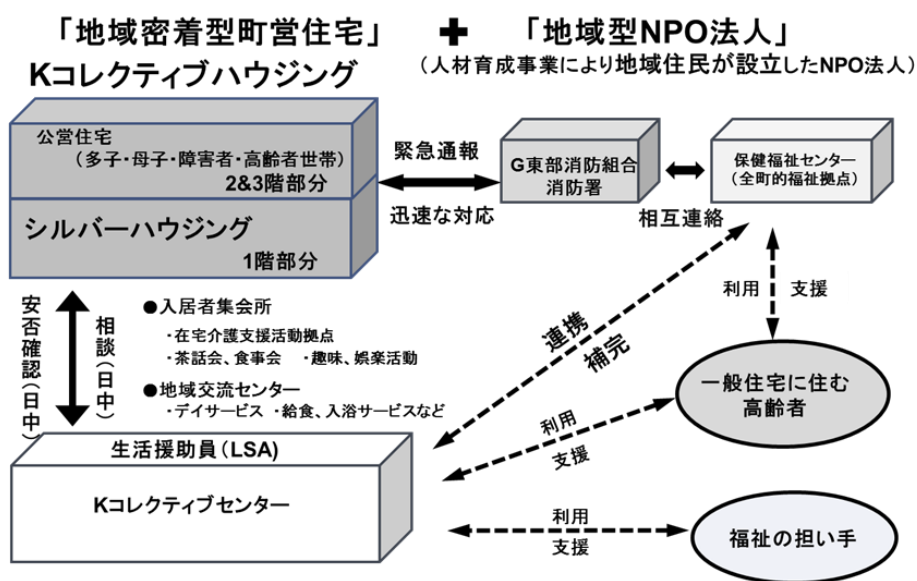 「地域密着型町営住宅」 ✚ 「地域型NPO法人」
Kコレクティブハウジング
(人材育成事業により地域住民が設立したNPO法人)
公営住宅
(多子・母子・障害者・高齢者世帯)
2&3階部分
シルバーハウジング
1階部分
緊急通報
迅速な対応
G東部消防組合
消防署
相互連絡
保健福祉センター
(全町的福祉拠点)
安否確認(日中)
相談(日中)
●入居者集会所
・在宅介護支援活動拠点
・茶話会、食事会 ・趣味、娯楽活動
●地域交流センター
・デイサービス ・給食、入浴サービスなど
連携
補完
利用 支援
一般住宅に住む
高齢者
利用
支援
生活援助員(LSA)
Kコレクティブセンター
利用
支援
福祉の担い手